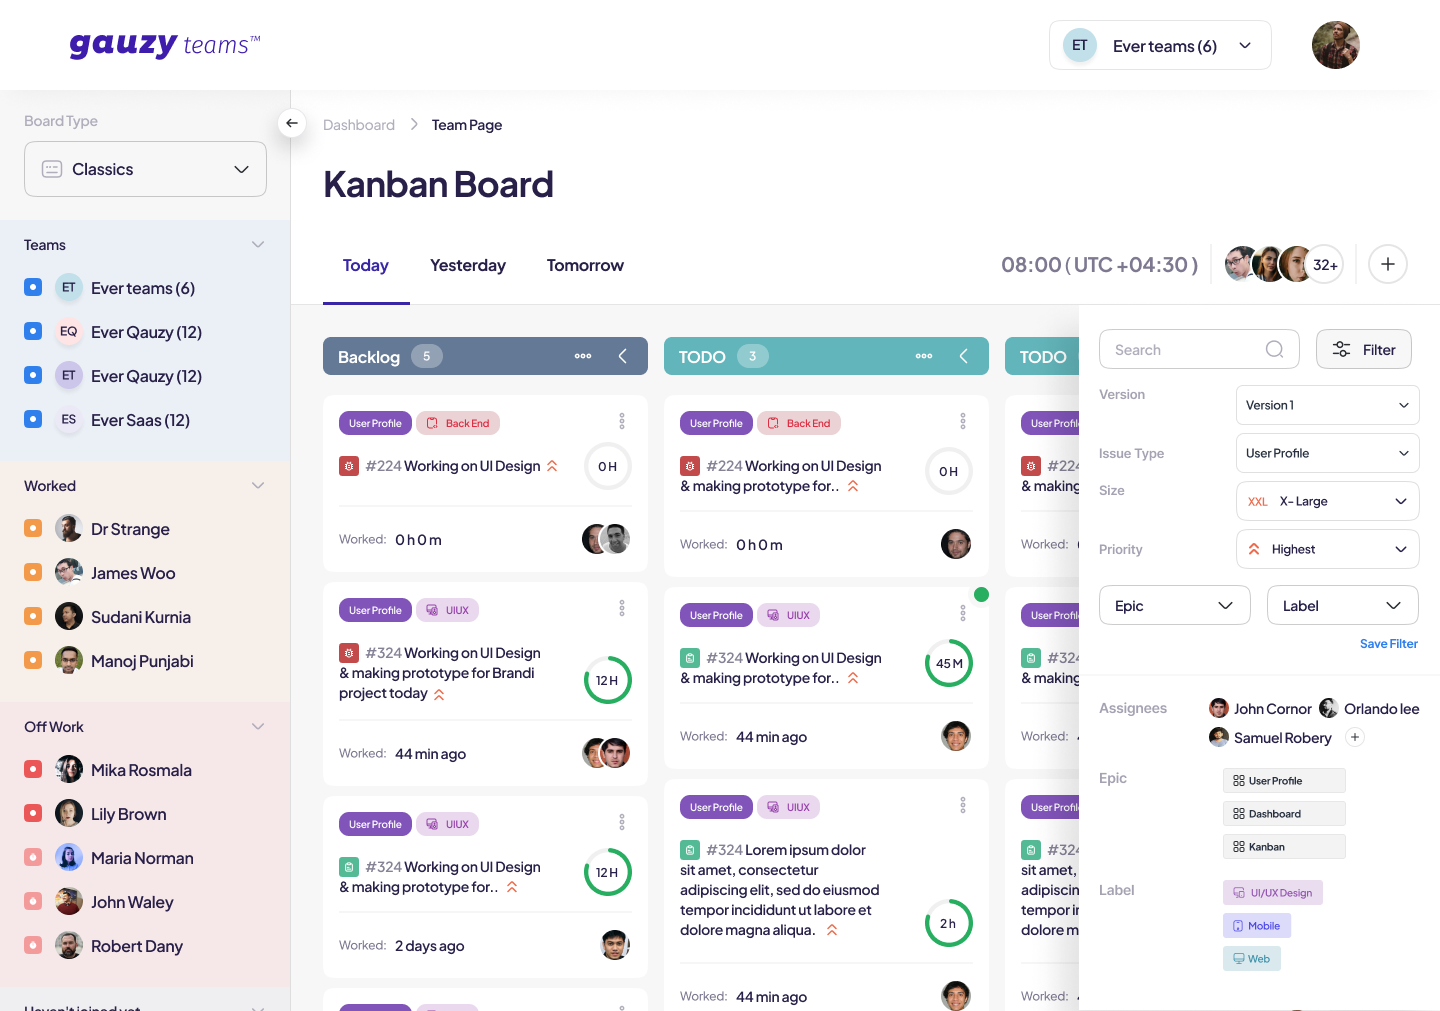 gauzy teams™
ET Ever teams (6)
Board Type
Classics
Teams
ET Ever teams (6)
EQ Ever Qauzy (12)
ET Ever Qauzy (12)
ES Ever Saas (12)
Worked
Dr Strange
James Woo
Sudani Kurnia
Manoj Punjabi
Off Work
Mika Rosmala
Lily Brown
Maria Norman
John Waley
Robert Dany
Haven't joined yet
Dashboard > Team Page
Kanban Board
Today Yesterday Tomorrow
08:00 ( UTC +04:30 )
32+
Backlog 5
User Profile Back End
#224 Working on UI Design
0 H
Worked: 0 h 0 m
User Profile UIUX
#324 Working on UI Design
& making prototype for Brandi
project today
12 H
Worked: 44 min ago
User Profile UIUX
#324 Working on UI Design
& making prototype for..
12 H
Worked: 2 days ago
User Profile UIUX
TODO 3
User Profile Back End
#224 Working on UI Design
& making prototype for..
0 H
Worked: 0 h 0 m
User Profile UIUX
#324 Working on UI Design
& making prototype for..
45 M
Worked: 44 min ago
User Profile UIUX
#324 Lorem ipsum dolor
sit amet, consectetur
adipiscing elit, sed do eiusmod
tempor incididunt ut labore et
dolore magna aliqua.
2 h
Worked: 44 min ago
TODO
User Profil
#224
& making
Worked:
User Profil
#324
& making
Worked:
User Profil
#324
sit amet,
adipiscin
tempor in
dolore m
Worked:
Search
Filter
Version
Version 1
Issue Type
User Profile
Size
XXL X- Large
Priority
Highest
Epic
Label
Save Filter
Assignees
John Cornor Orlando lee
Samuel Robery
Epic
User Profile
Dashboard
Kanban
Label
UI/UX Design
Mobile
Web